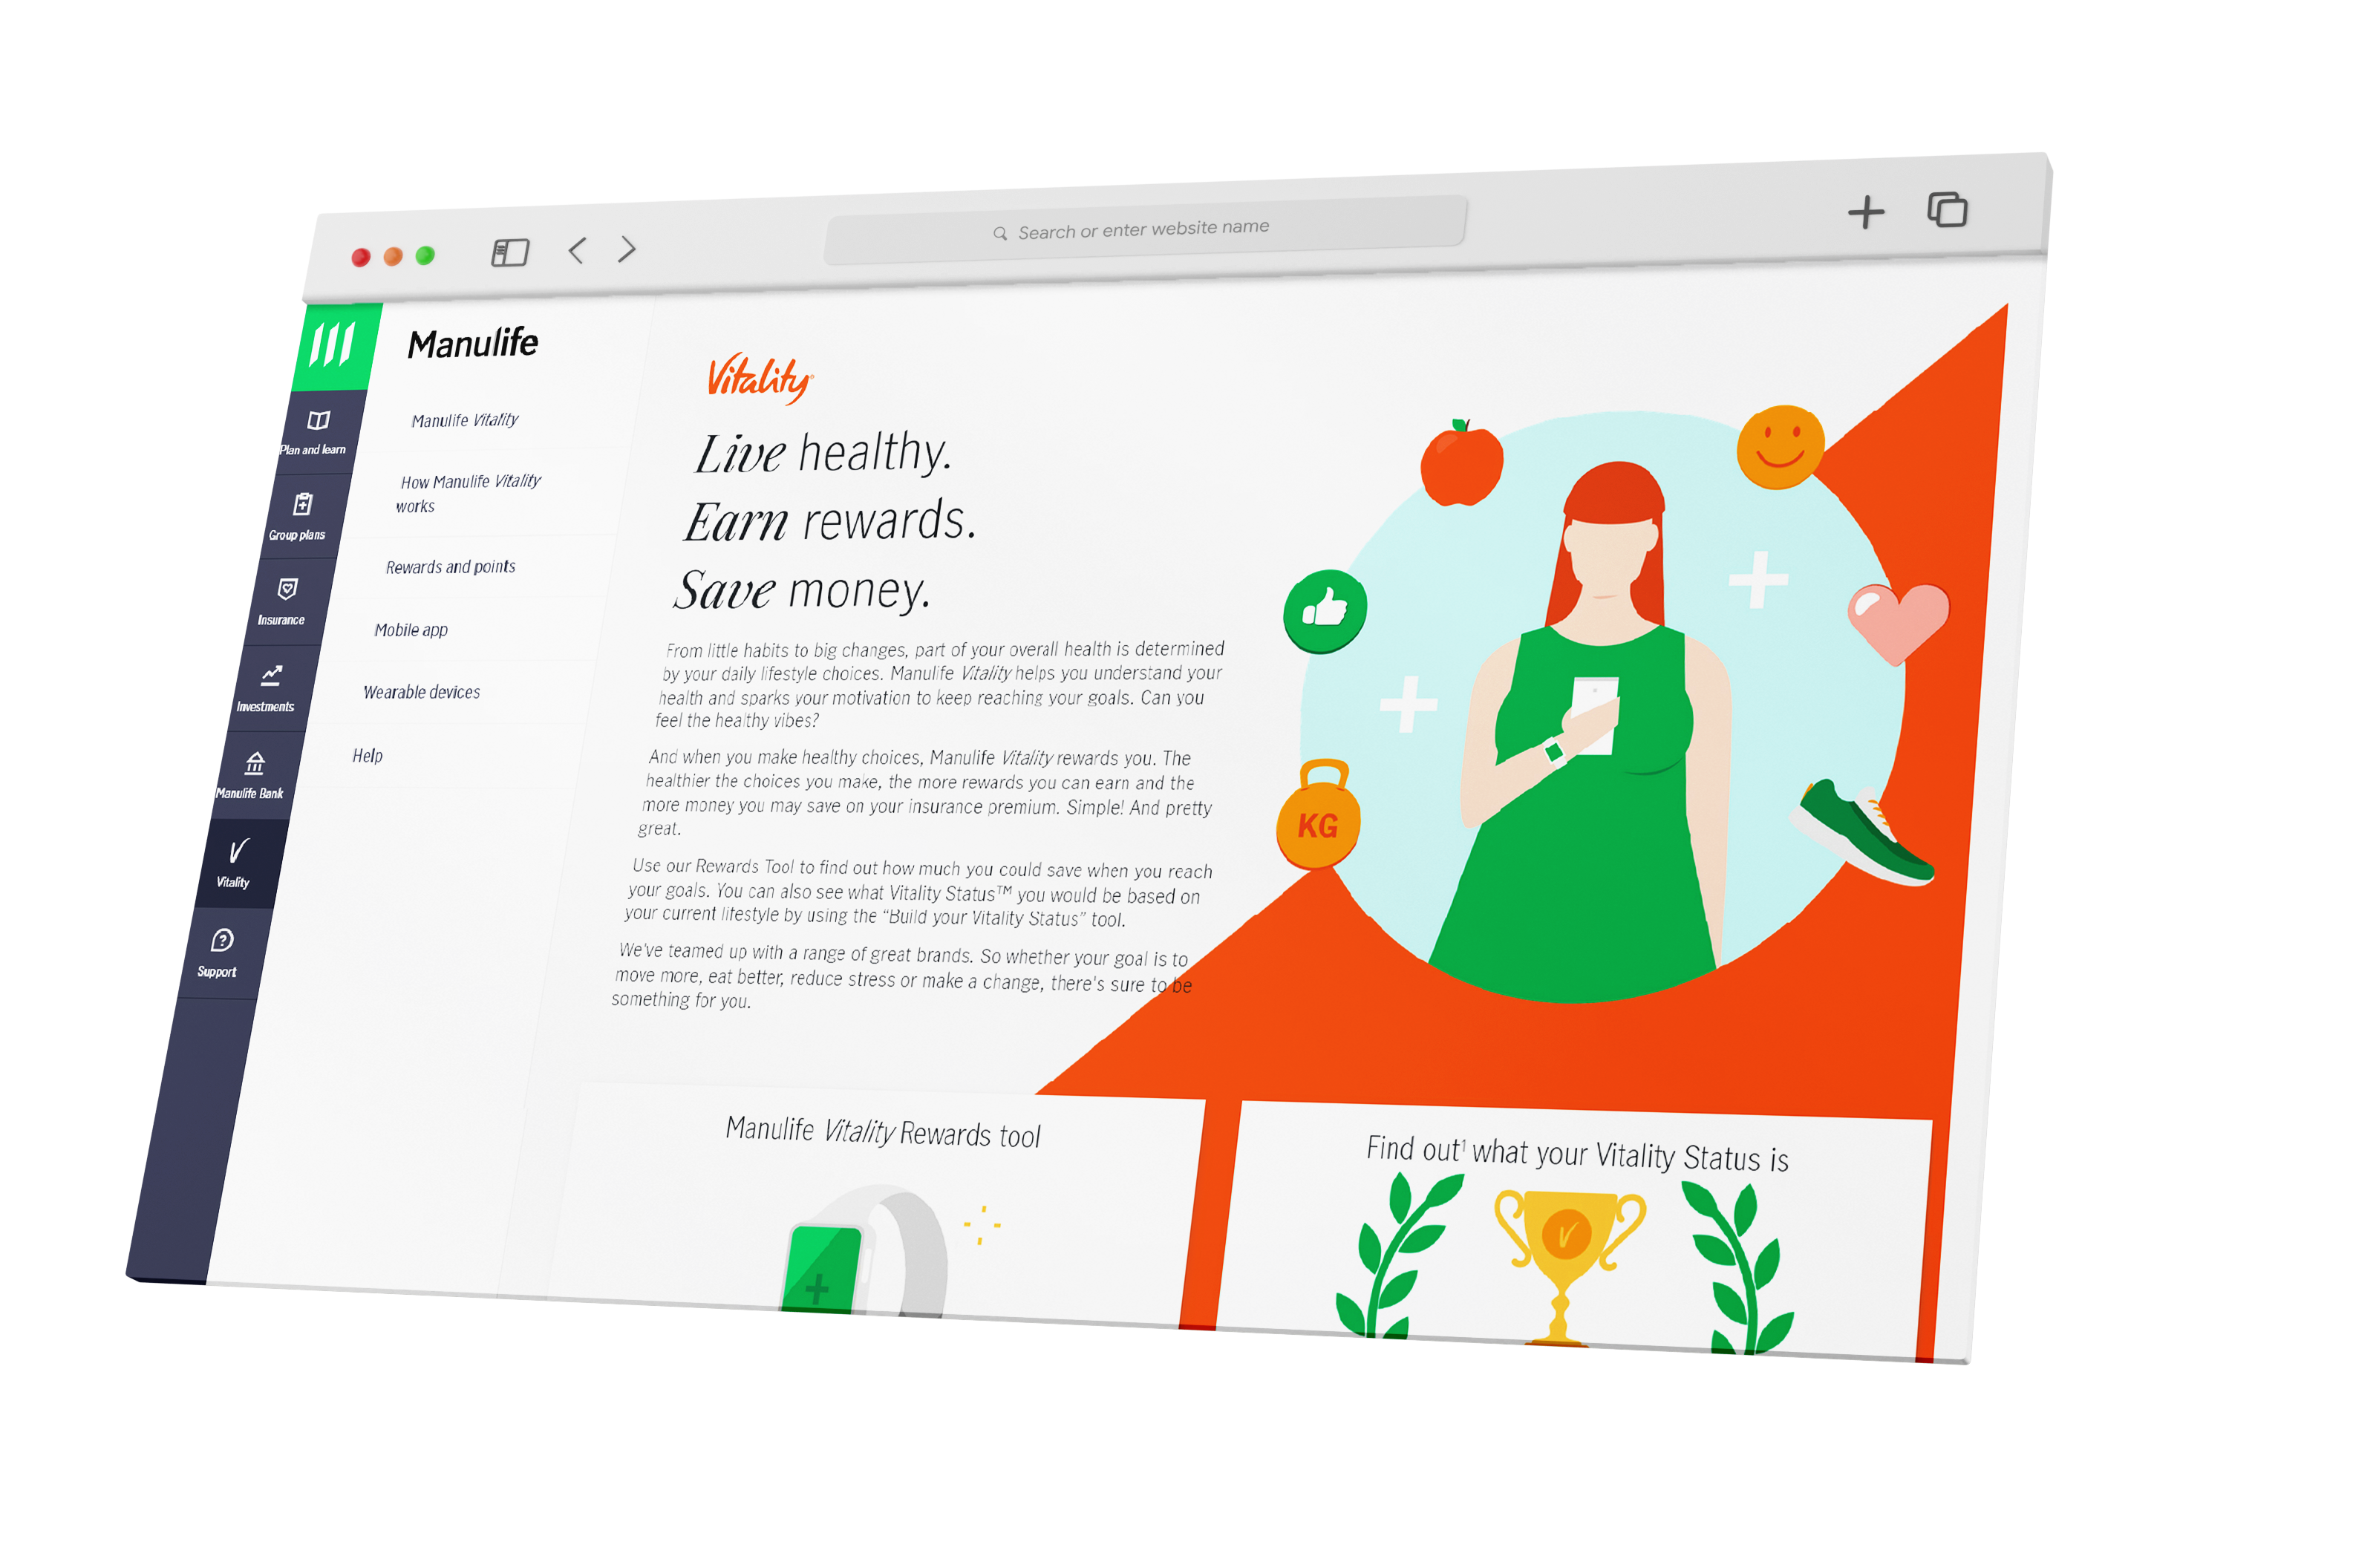 Search or enter website name
Manulife
Plan and learn
Group plans
Insurance
Investments
Manulife Bank
Vitality
Support
Manulife Vitality
How Manulife Vitality
works
Rewards and points
Mobile app
Wearable devices
Help
Vitality®
Live healthy.
Earn rewards.
Save money.
From little habits to big changes, part of your overall health is determined
by your daily lifestyle choices. Manulife Vitality helps you understand your
health and sparks your motivation to keep reaching your goals. Can you
feel the healthy vibes?
And when you make healthy choices, Manulife Vitality rewards you. The
healthier the choices you make, the more rewards you can earn and the
more money you may save on your insurance premium. Simple! And pretty
great.
Use our Rewards Tool to find out how much you could save when you reach
your goals. You can also see what Vitality Status™ you would be based on
your current lifestyle by using the “Build your Vitality Status” tool.
We've teamed up with a range of great brands. So whether your goal is to
move more, eat better, reduce stress or make a change, there's sure to be
something for you.
KG
Manulife Vitality Rewards tool
Find out¹ what your Vitality Status is
V